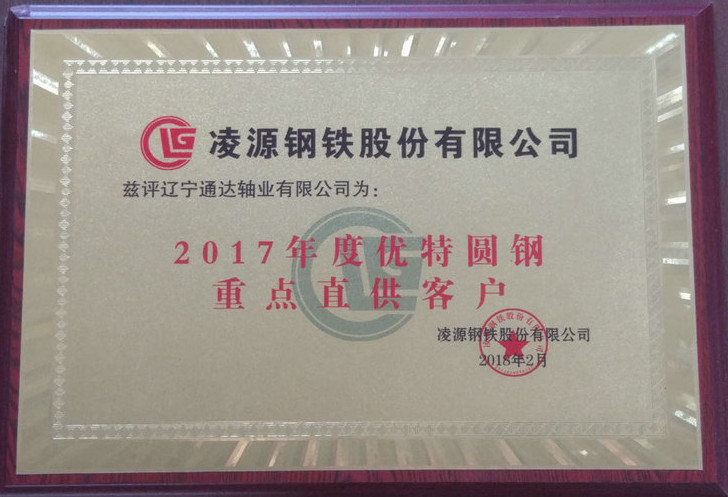 凌源钢铁股份有限公司
兹评辽宁通达轴业有限公司为：
2017年度优特圆钢
重点直供客户
凌源钢铁股份有限公司
2018年2月